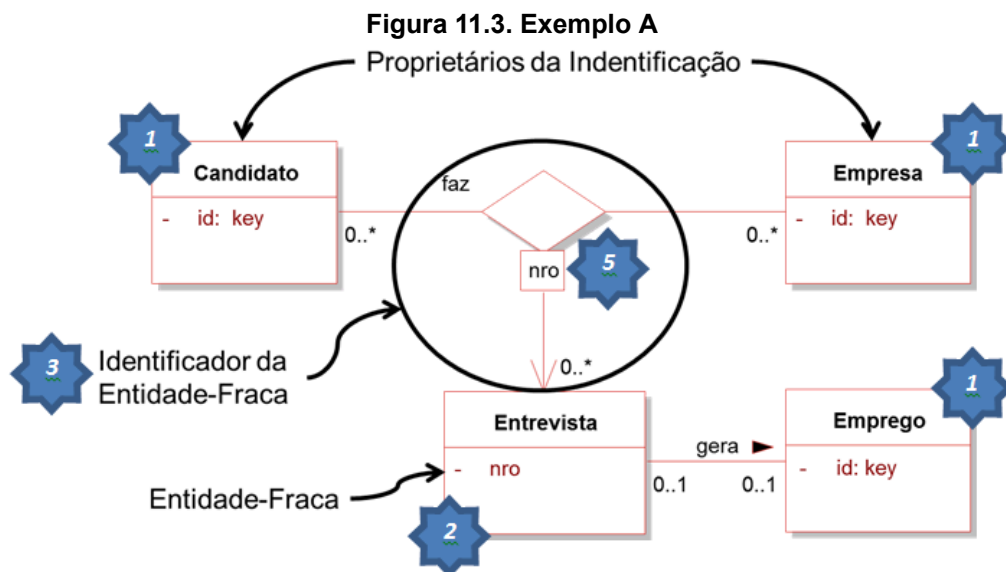 Figura 11.3. Exemplo A
Proprietários da Indentificação
1
Candidato
- id: key
0..*
faz
nro
5
0..*
1
Empresa
- id: key
0..*
3
Identificador da
Entidade-Fraca
Entrevista
- nro
2
Entidade-Fraca
gera
0..1
0..1
1
Emprego
- id: key